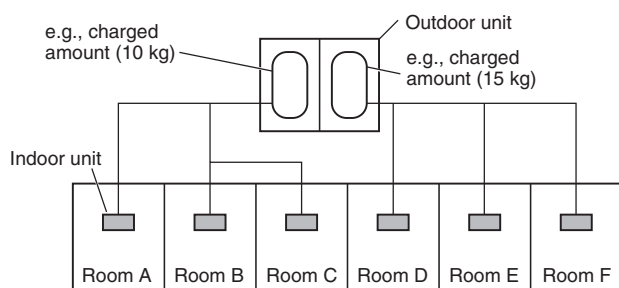 e.g., charged
amount (10 kg)
Outdoor unit
e.g., charged
amount (15 kg)
Indoor unit
Room A Room B Room C Room D Room E Room F